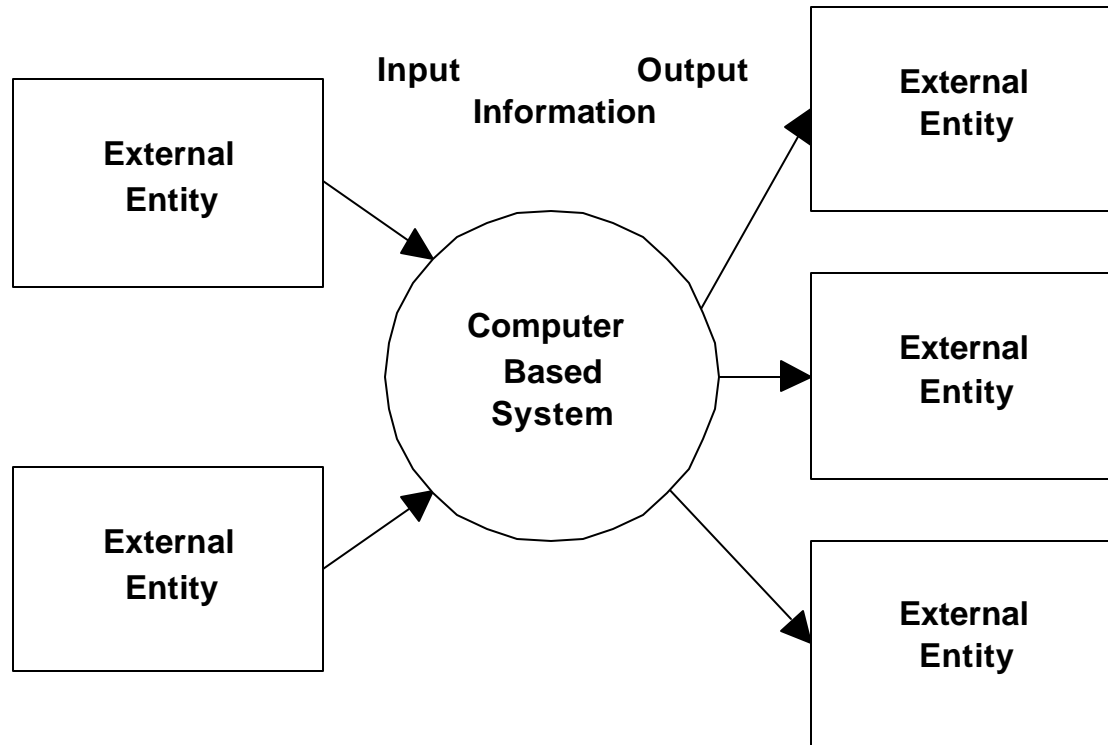 Input Output
Information
External
Entity
External
Entity
Computer
Based
System
External
Entity
External
Entity
External
Entity